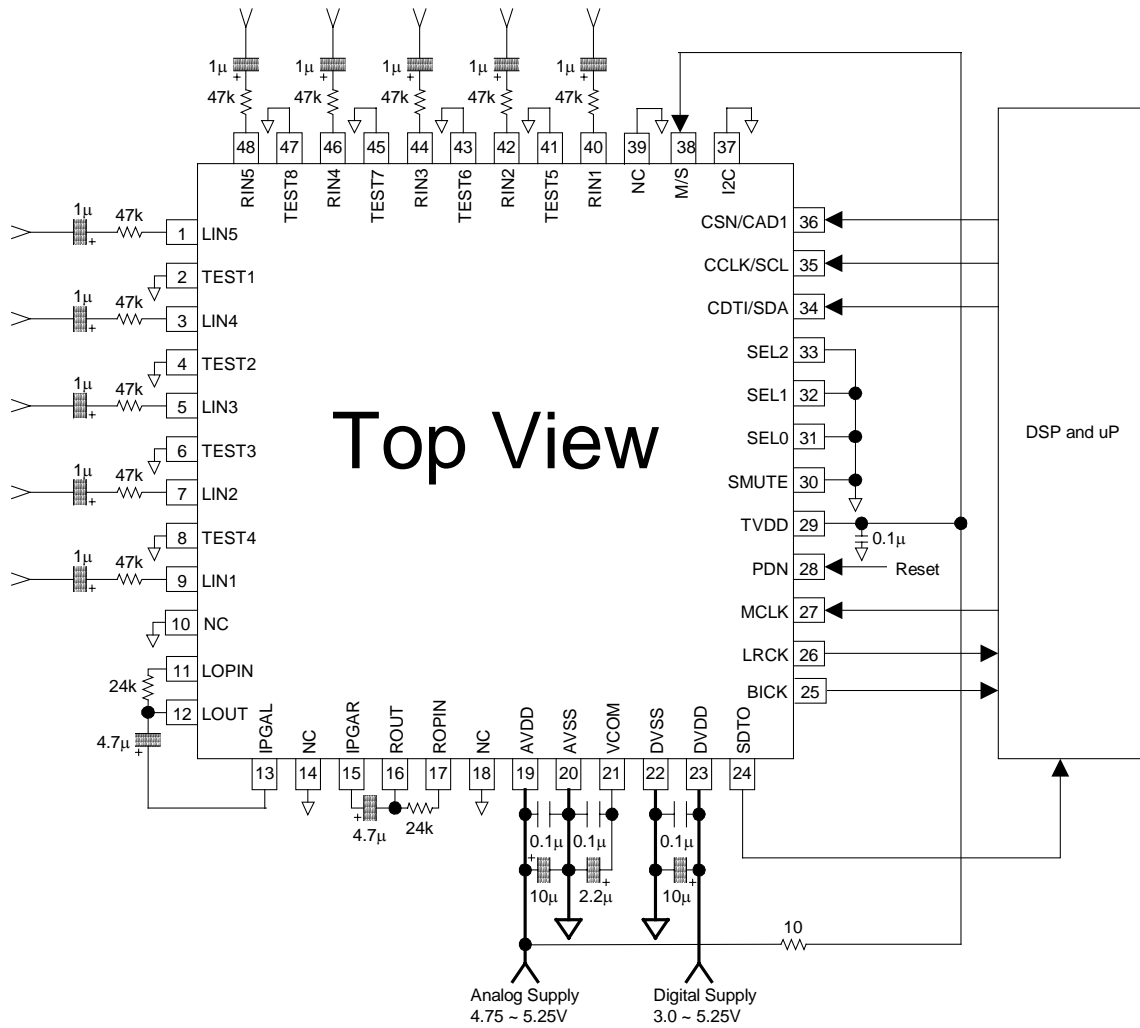 1μ 1μ 1μ 1μ 1μ
47k 47k 47k 47k 47k
+ + + + +
48 47 46 45 44 43 42 41 40 39 38 37
RIN5 TEST8 RIN4 TEST7 RIN3 TEST6 RIN2 TEST5 RIN1 NC M/S I2C
1μ + 47k 1 LIN5
2 TEST1
1μ + 47k 3 LIN4
4 TEST2
1μ + 47k 5 LIN3
6 TEST3
1μ + 47k 7 LIN2
8 TEST4
1μ + 47k 9 LIN1
10 NC
11 LOPIN
24k
12 LOUT
4.7μ +
Top View
CSN/CAD1 36
CCLK/SCL 35
CDTI/SDA 34
SEL2 33
SEL1 32
SEL0 31
SMUTE 30
TVDD 29
0.1μ
PDN 28 Reset
MCLK 27
LRCK 26
BICK 25
DSP and uP
IPGAL NC IPGAR ROUT ROPIN NC AVDD AVSS VCOM DVSS DVDD SDTO
13 14 15 16 17 18 19 20 21 22 23 24
+ 4.7μ 24k
0.1μ 0.1μ 0.1μ
+ + +
10μ 2.2μ 10μ
10
Analog Supply
4.75 ~ 5.25V
Digital Supply
3.0 ~ 5.25V